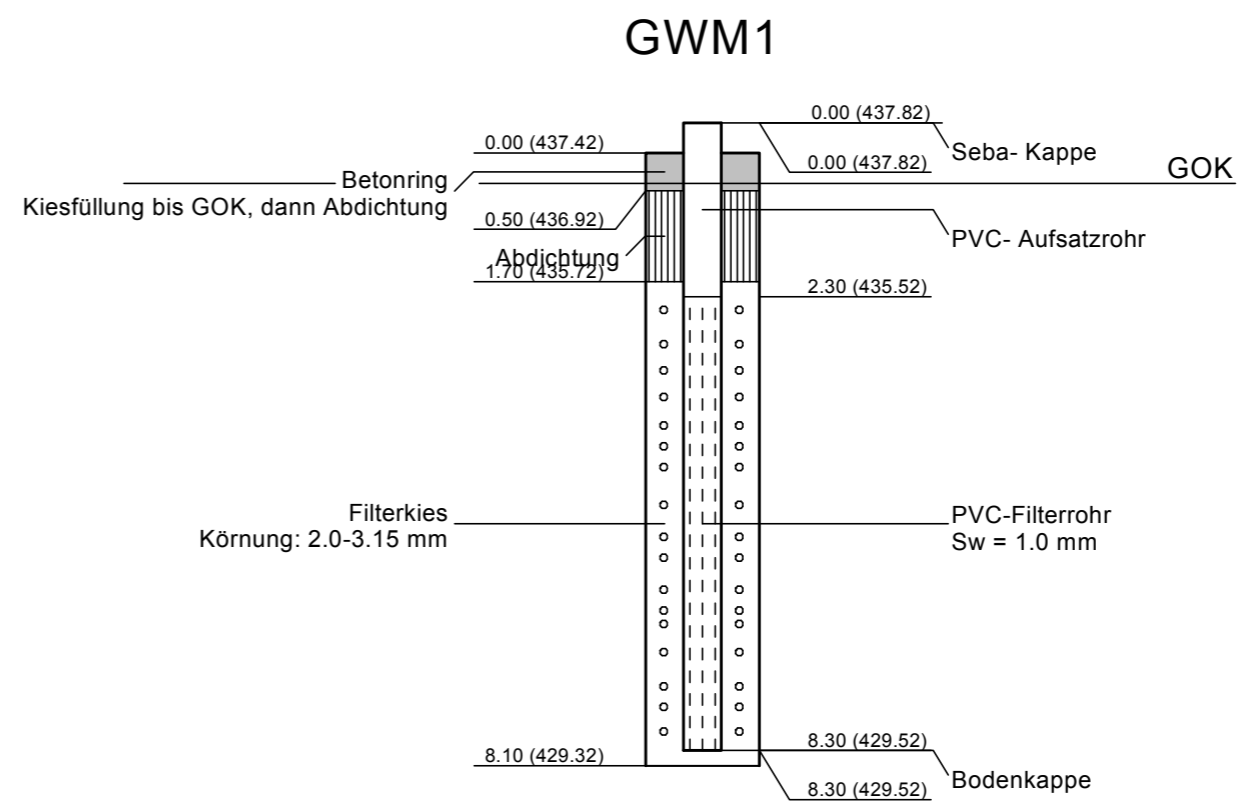 GWM1
0.00 (437.82)
0.00 (437.42)
Seba- Kappe
0.00 (437.82)
GOK
Betonring
Kiesfüllung bis GOK, dann Abdichtung
0.50 (436.92)
PVC- Aufsatzrohr
Abdichtung
1.70 (435.72)
2.30 (435.52)
Filterkies
Körnung: 2.0-3.15 mm
PVC-Filterrohr
Sw = 1.0 mm
8.30 (429.52)
8.10 (429.32)
Bodenkappe
8.30 (429.52)